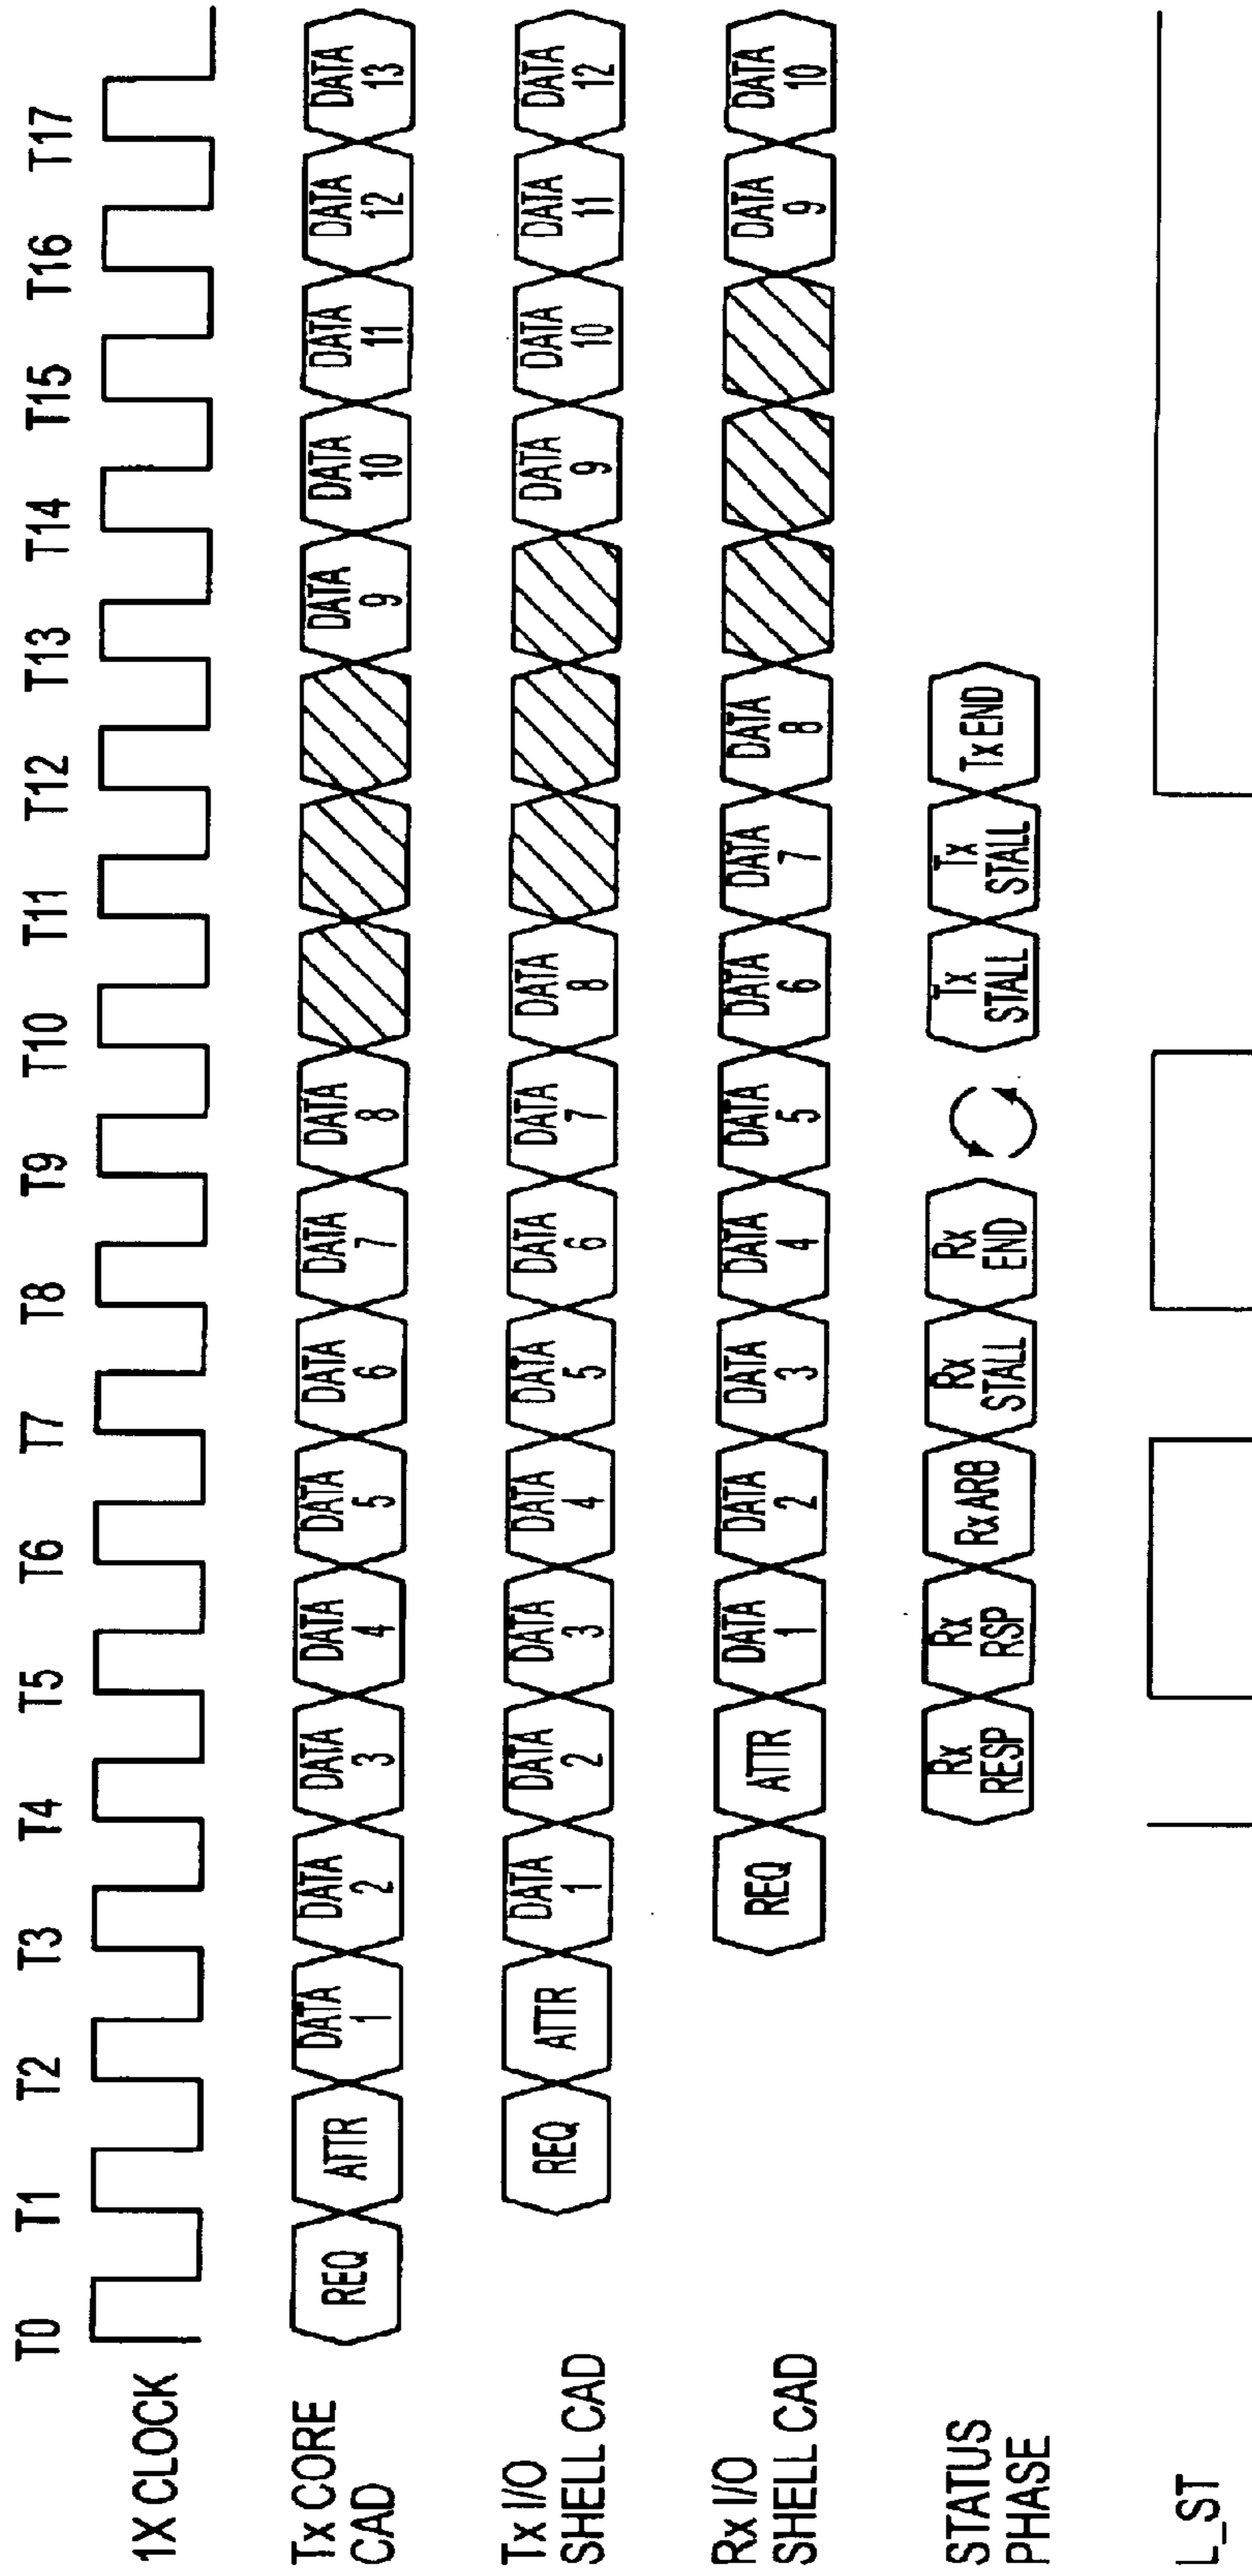 T0 T1 T2 T3 T4 T5 T6 T7 T8 T9 T10 T11 T12 T13 T14 T15 T16 T17
1X CLOCK
Tx CORE
CAD
REQ
ATTR
DATA
1
DATA
2
DATA
3
DATA
4
DATA
5
DATA
6
DATA
7
DATA
8
DATA
9
DATA
10
DATA
11
DATA
12
DATA
13
Tx I/O
SHELL CAD
REQ
ATTR
DATA
1
DATA
2
DATA
3
DATA
4
DATA
5
DATA
6
DATA
7
DATA
8
DATA
9
DATA
10
DATA
11
DATA
12
Rx I/O
SHELL CAD
REQ
ATTR
DATA
1
DATA
2
DATA
3
DATA
4
DATA
5
DATA
6
DATA
7
DATA
8
DATA
9
DATA
10
STATUS
PHASE
Rx
RESP
Rx
RSP
Rx ARB
Rx
STALL
Rx
END
Tx
STALL
Tx
STALL
Tx END
L_ST